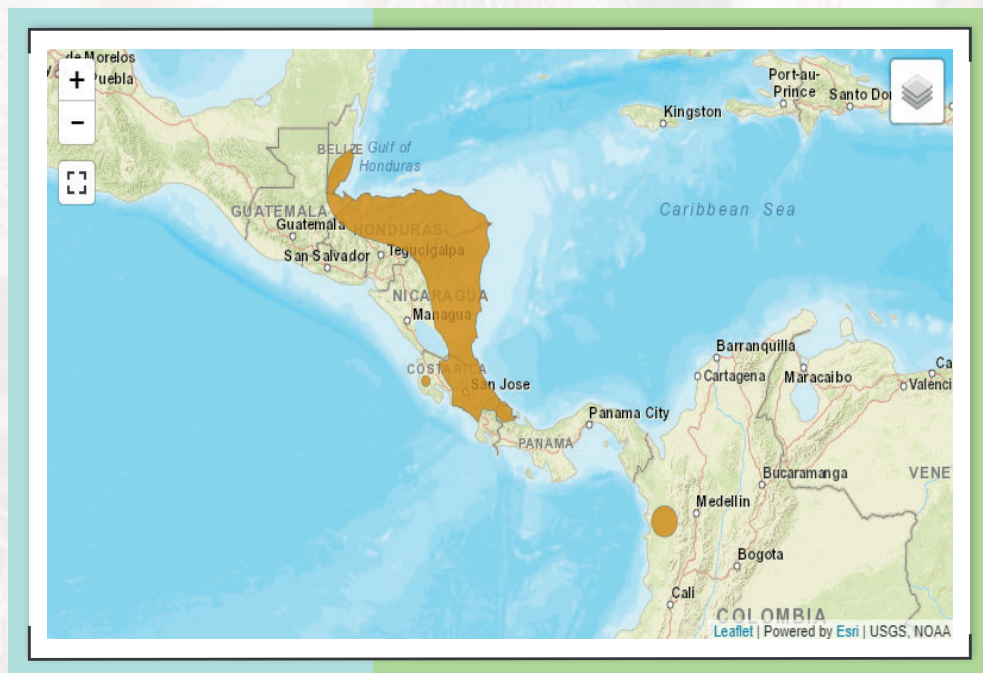 de Morelos
Puebla
+
−
Port-au-
Prince
Santo Do
Kingston
BELIZE
Gulf of
Honduras
Caribbean Sea
GUATEMALA
Guatemala
HONDURAS
San Salvador
Tegucigalpa
NICARAGUA
Managua
COSTA RICA
San Jose
Barranquilla
Cartagena
Maracaibo
Ca
Valenci
Panama City
PANAMA
Bucaramanga
VENE
Medellin
Bogota
Cali
COLOMBIA
Leaflet | Powered by Esri | USGS, NOAA